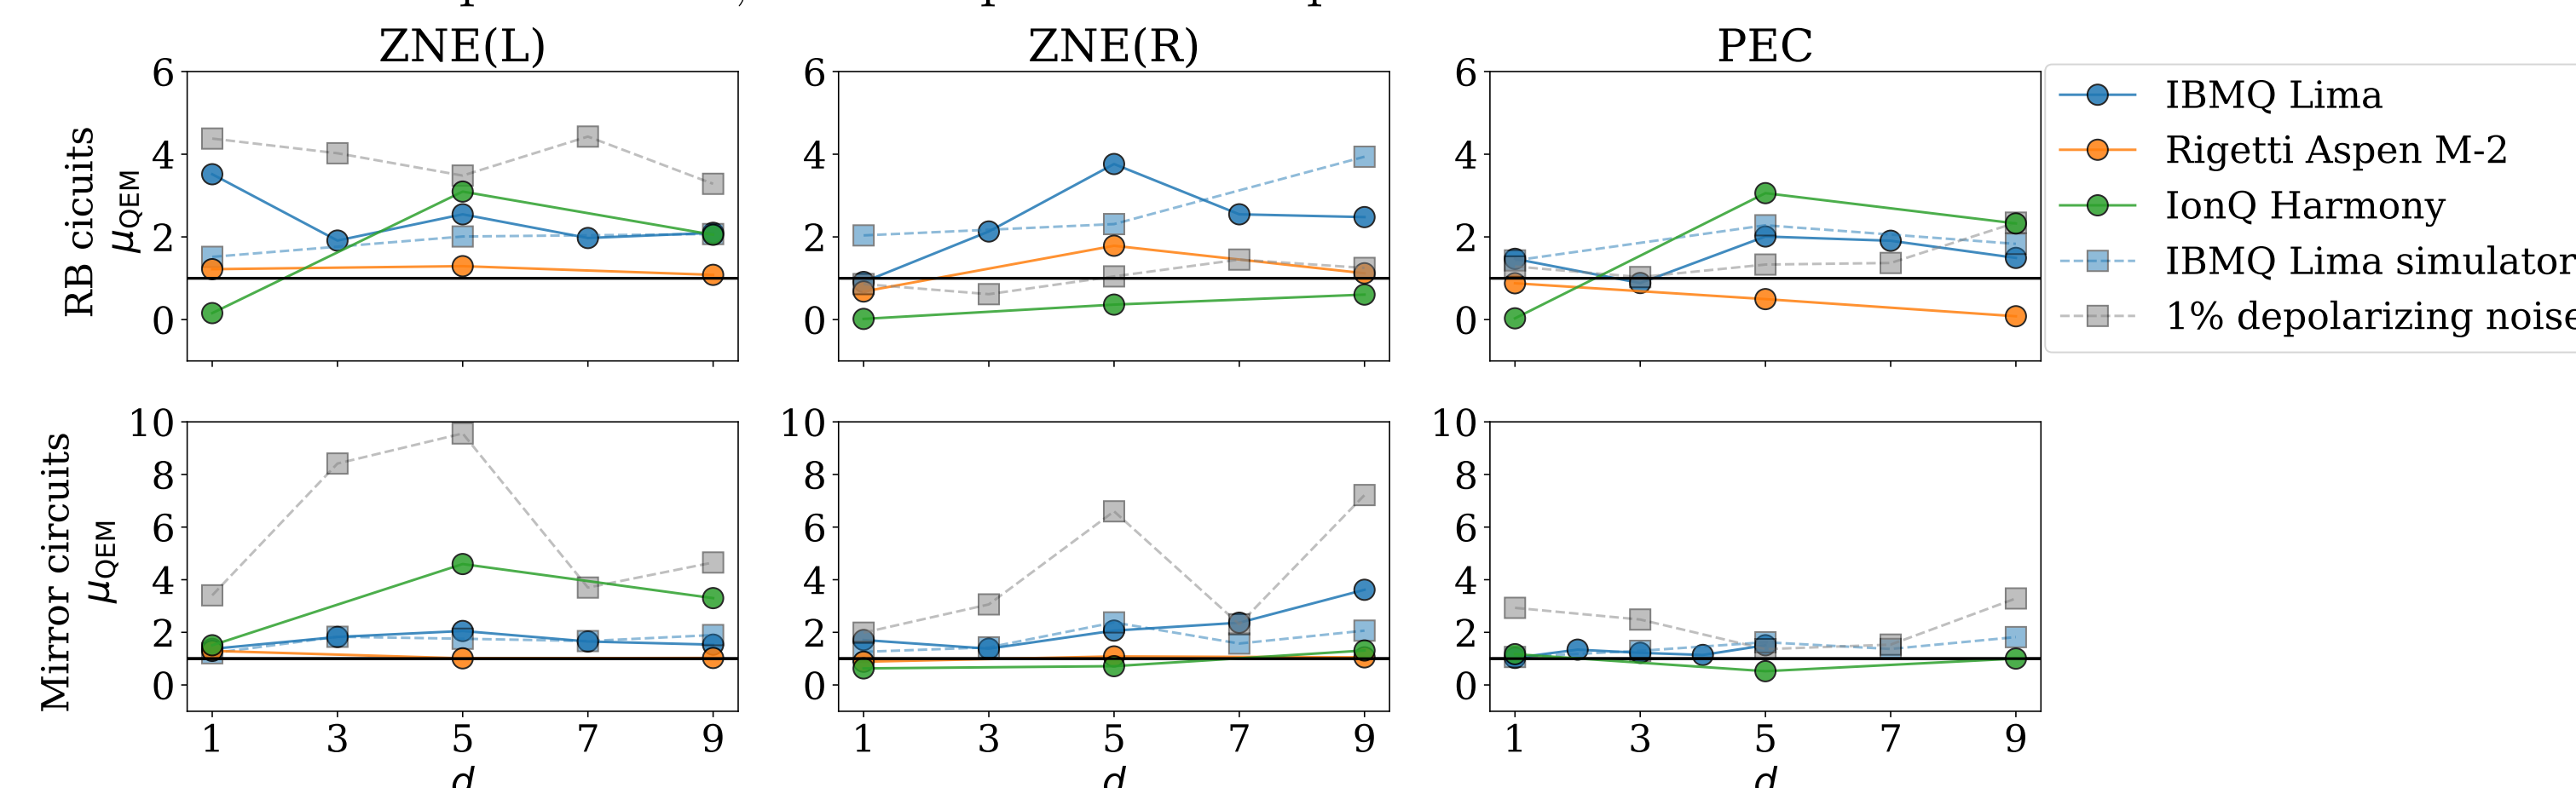 ZNE(L) ZNE(R) PEC
RB cicuits
μQEM
6
4
2
0
6
4
2
0
6
4
2
0
IBMQ Lima
Rigetti Aspen M-2
IonQ Harmony
IBMQ Lima simulator
1% depolarizing noise
Mirror circuits
μQEM
10
8
6
4
2
0
10
8
6
4
2
0
10
8
6
4
2
0
1 3 5 7 9
1 3 5 7 9
1 3 5 7 9
d d d